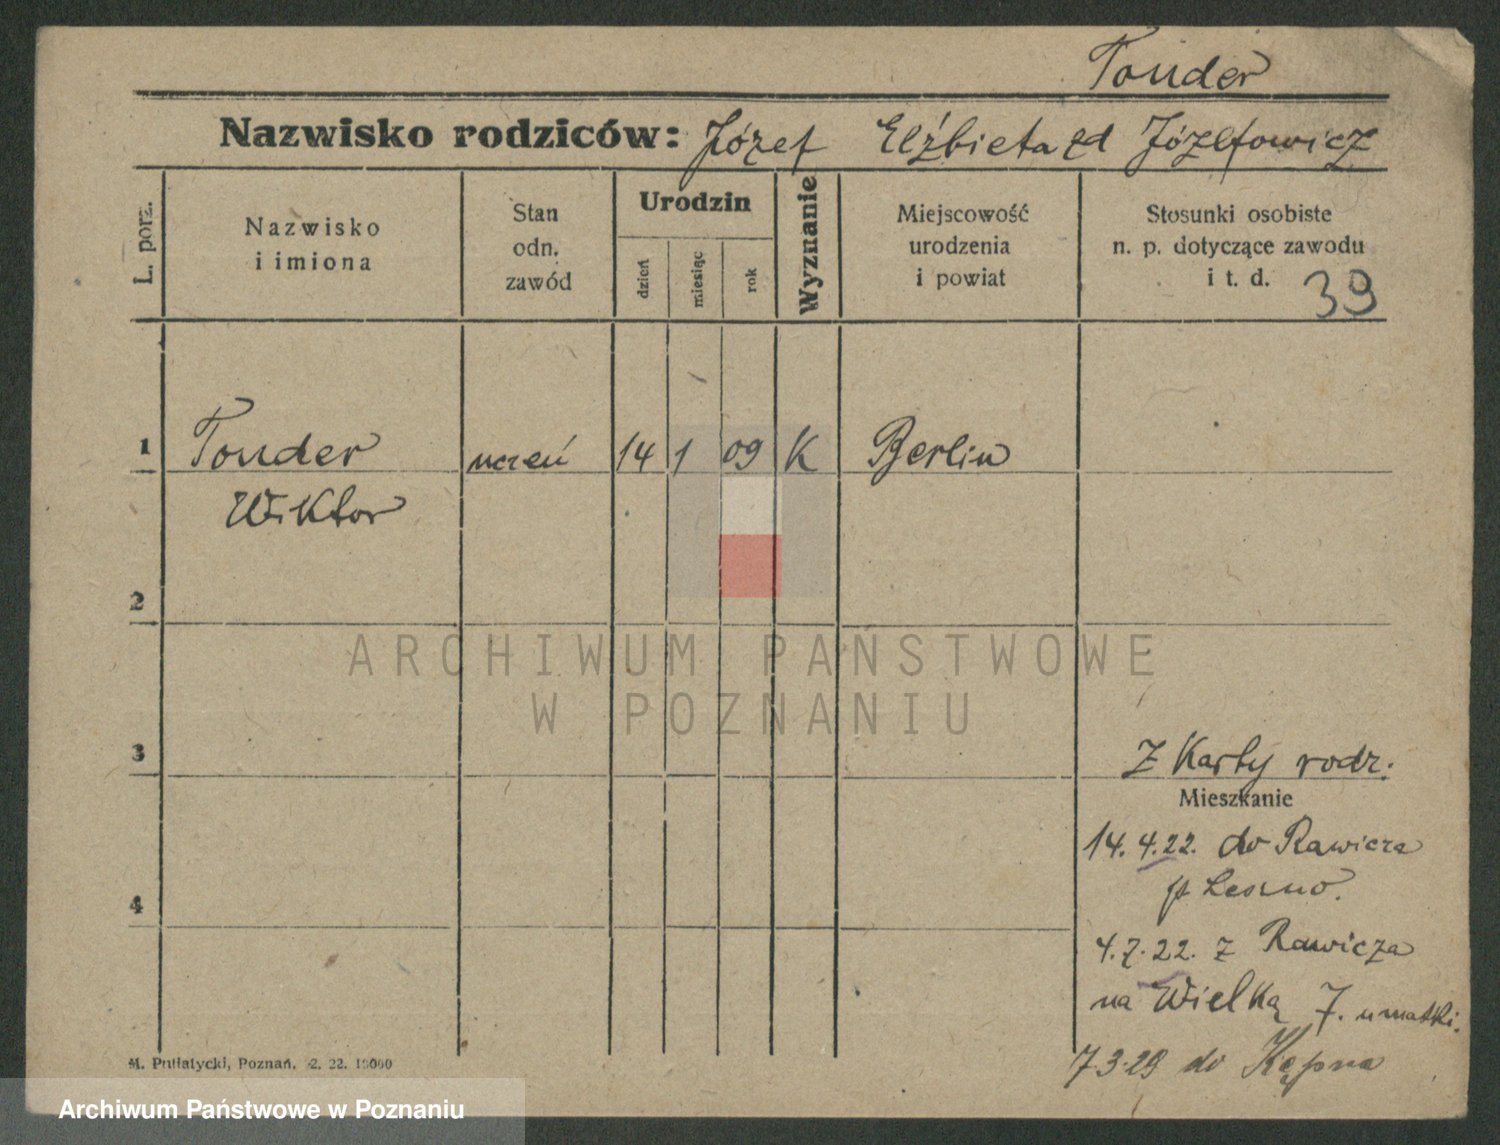 Tonder
Nazwisko rodziców: Józef Elżbieta zd Józefowicz
L. porz.
Nazwisko
i imiona
Stan
odn.
zawód
Urodzin
dzień
miesiąc
rok
Wyznanie
Miejscowość
urodzenia
i powiat
Stosunki osobiste
n. p. dotyczące zawodu
i t. d. 39
1 Tonder uczeń 14 1 09 K Berlin
Wiktor
2
ARCHIWUM PAŃSTWOWE
W POZNANIU
3
Z Karty rodz.
Mieszkanie
14.4.22. do Rawicza
p Leszno.
4
4.7.22. z Rawicza
na Wielką 7. u matki.
7.3.29 do Kępna
M. Putiatycki, Poznań. 2. 22. 10000
Archiwum Państwowe w Poznaniu